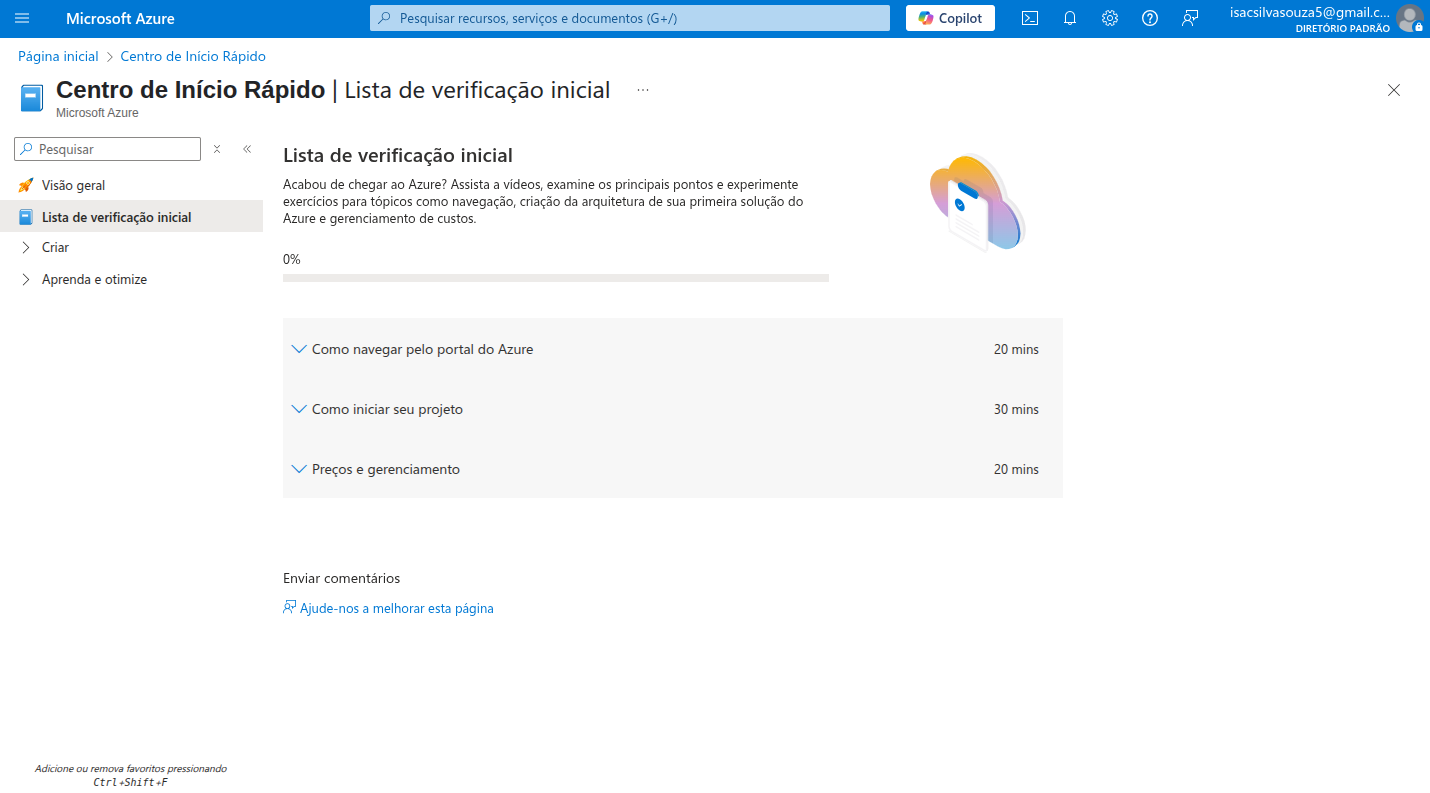 Microsoft Azure
Pesquisar recursos, serviços e documentos (G+/)
Copilot
isacsilvasouza5@gmail.c...
DIRETÓRIO PADRÃO
Página inicial > Centro de Início Rápido
Centro de Início Rápido | Lista de verificação inicial ...
Microsoft Azure
Pesquisar
Visão geral
Lista de verificação inicial
Criar
Aprenda e otimize
Lista de verificação inicial
Acabou de chegar ao Azure? Assista a vídeos, examine os principais pontos e experimente
exercícios para tópicos como navegação, criação da arquitetura de sua primeira solução do
Azure e gerenciamento de custos.
0%
Como navegar pelo portal do Azure 20 mins
Como iniciar seu projeto 30 mins
Preços e gerenciamento 20 mins
Enviar comentários
Ajude-nos a melhorar esta página
Adicione ou remova favoritos pressionando
Ctrl+Shift+F